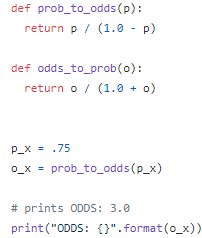 def prob_to_odds(p):
  return p / (1.0 - p)
def odds_to_prob(o):
  return o / (1.0 + o)
p_x = .75
o_x = prob_to_odds(p_x)
# prints ODDS: 3.0
print("ODDS: {}".format(o_x))